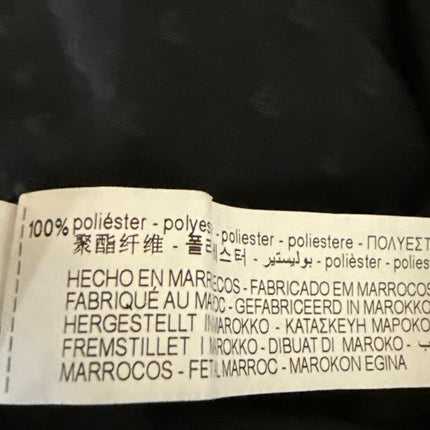 100% poliéster - polyes poliester - poliestere - ΠΟΛΥΕΣΤ
聚酯纤维 - 폴리에스터 - بوليستير - polièster - polies
HECHO EN MARRECOS - FABRICADO EM MARROCOS
FABRIQUÉ AU MAOC - GEFABRICEERD IN MAROKKO
HERGESTELLT IN MAROKKO - ΚΑΤΑΣΚΕΥΗ ΜΑΡΟΚΟ
FREMSTILLET I MAROKKO - DIBUAT DI MAROKO - ب
MARROCOS - FET AL MARROC - MAROKON EGINA